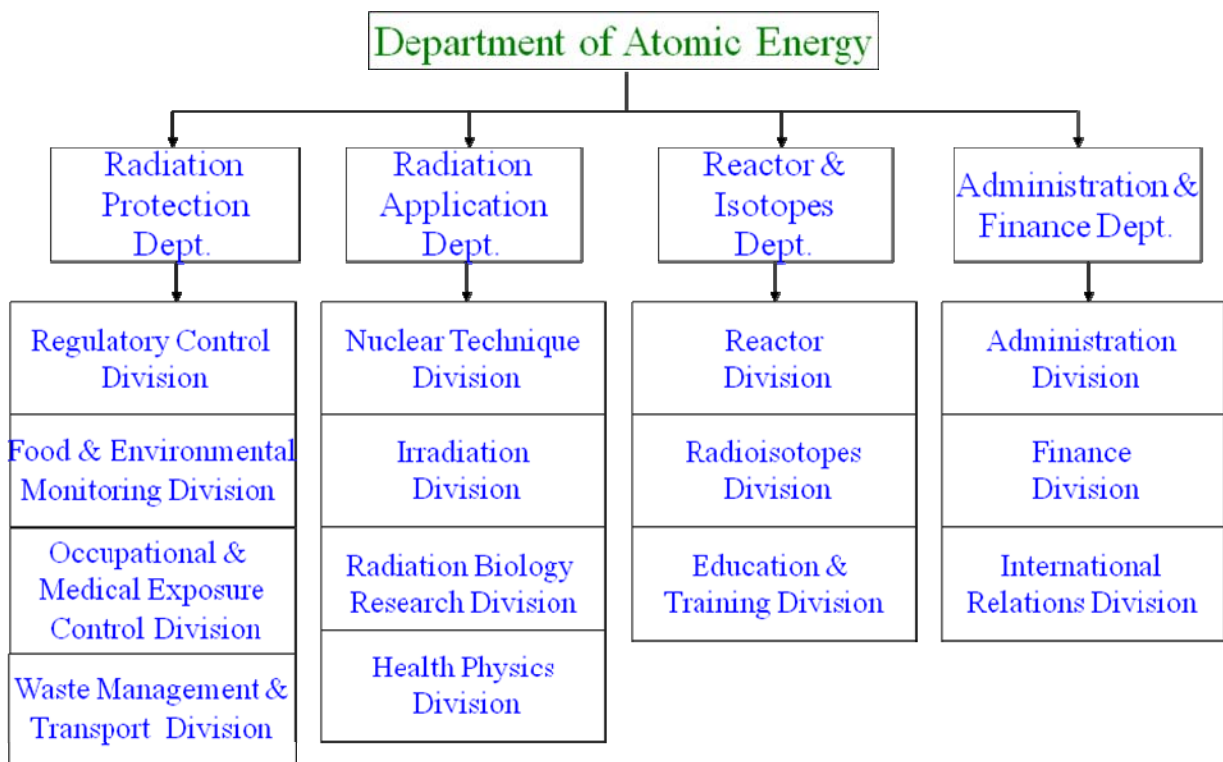 Department of Atomic Energy
Radiation
Protection
Dept.
Radiation
Application
Dept.
Reactor &
Isotopes
Dept.
Administration &
Finance Dept.
Regulatory Control
Division
Food & Environmental
Monitoring Division
Occupational &
Medical Exposure
Control Division
Waste Management &
Transport Division
Nuclear Technique
Division
Irradiation
Division
Radiation Biology
Research Division
Health Physics
Division
Reactor
Division
Radioisotopes
Division
Education &
Training Division
Administration
Division
Finance
Division
International
Relations Division